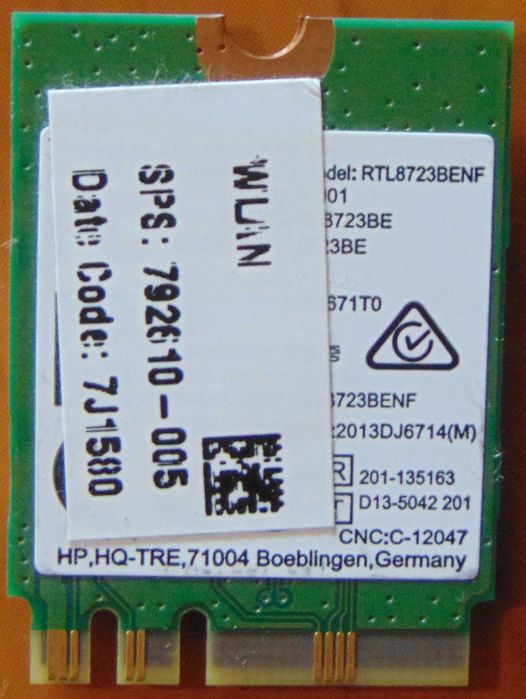 WLAN
SPS: 792610-005
Date Code: 7J1580
odel: RTL8723BENF
001
8723BE
23BE
671T0
8723BENF
2013DJ6714(M)
R 201-135163
D13-5042 201
CNC:C-12047
HP,HQ-TRE,71004 Boeblingen,Germany